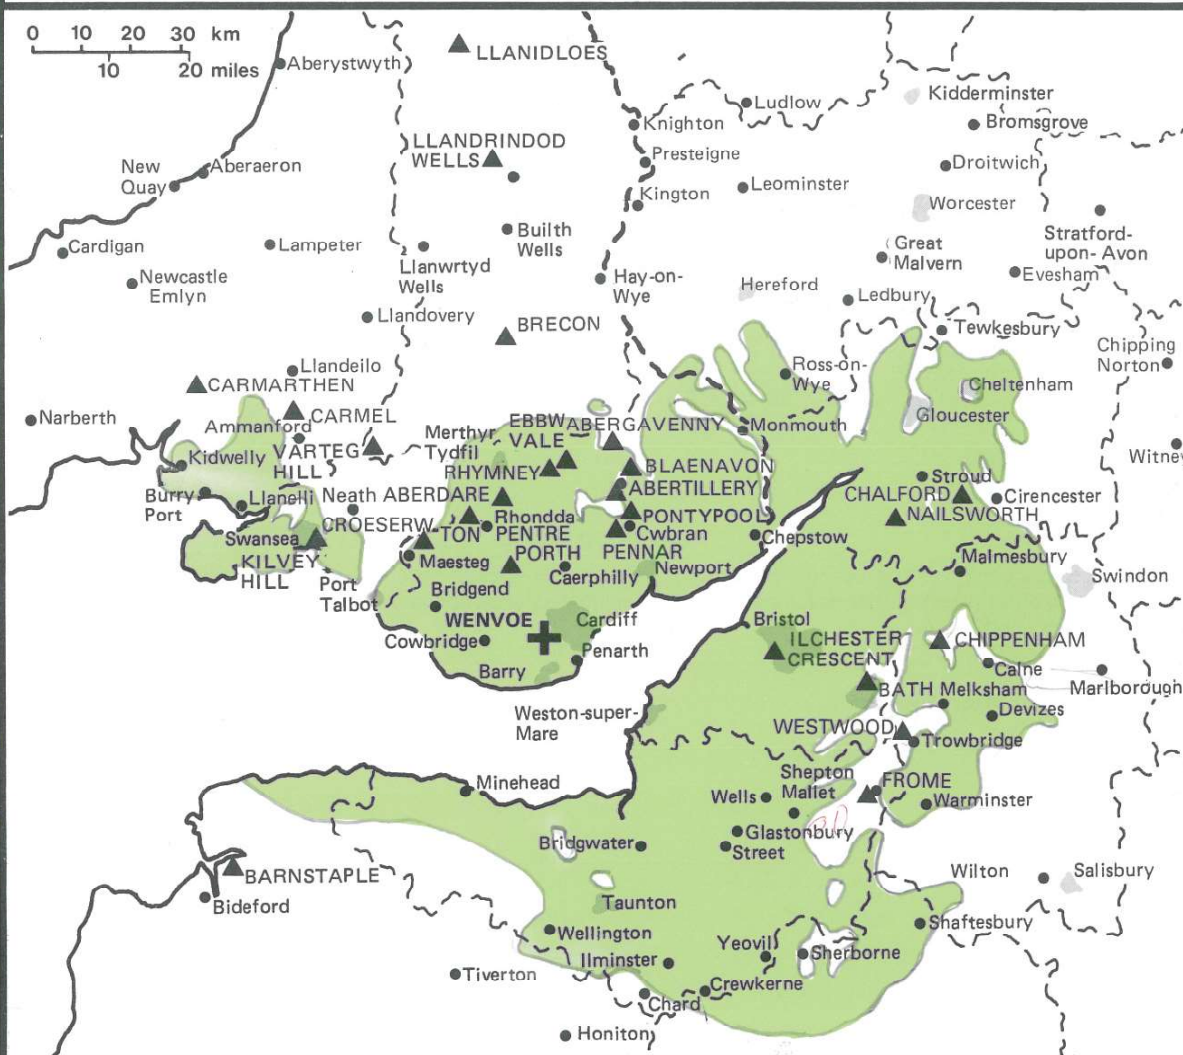 0 10 20 30 km
10 20 miles
LLANIDLOES
Aberystwyth
Ludlow
Kidderminster
Knighton
Bromsgrove
LLANDRINDOD
WELLS
Presteigne
Droitwich
New
Quay
Aberaeron
Kington
Leominster
Worcester
Builth
Wells
Stratford-
upon-Avon
Cardigan
Lampeter
Llanwrtyd
Wells
Great
Malvern
Evesham
Newcastle
Emlyn
Hay-on-
Wye
Hereford
Ledbury
Llandovery
BRECON
Tewkesbury
Chipping
Norton
Llandeilo
CARMARTHEN
Ross-on-
Wye
Cheltenham
Narberth
CARMEL
Ammanford
Merthyr
Tydfil
EBBW
VALE
ABERGAVENNY
Monmouth
Gloucester
Kidwelly
VARTEG
HILL
RHYMNEY
BLAENAVON
Witney
Stroud
Burry
Port
Llanelli
Neath
ABERDARE
ABERTILLERY
CHALFORD
Cirencester
CROESERW
TON
PENTRE
Rhondda
PONTYPOOL
NAILSWORTH
Swansea
Cwbran
Chepstow
KILVEY
HILL
Maesteg
PORTH
PENNAR
Malmesbury
Port
Talbot
Caerphilly
Newport
Swindon
Bridgend
WENVOE
Cardiff
Bristol
Cowbridge
Penarth
ILCHESTER
CRESCENT
CHIPPENHAM
Barry
Calne
BATH
Melksham
Marlborough
Weston-super-
Mare
Devizes
WESTWOOD
Trowbridge
Minehead
Shepton
Mallet
FROME
Wells
Warminster
Bridgwater
Glastonbury
Street
BARNSTAPLE
Wilton
Salisbury
Bideford
Taunton
Wellington
Yeovil
Shaftesbury
Ilminster
Sherborne
Tiverton
Crewkerne
Chard
Honiton